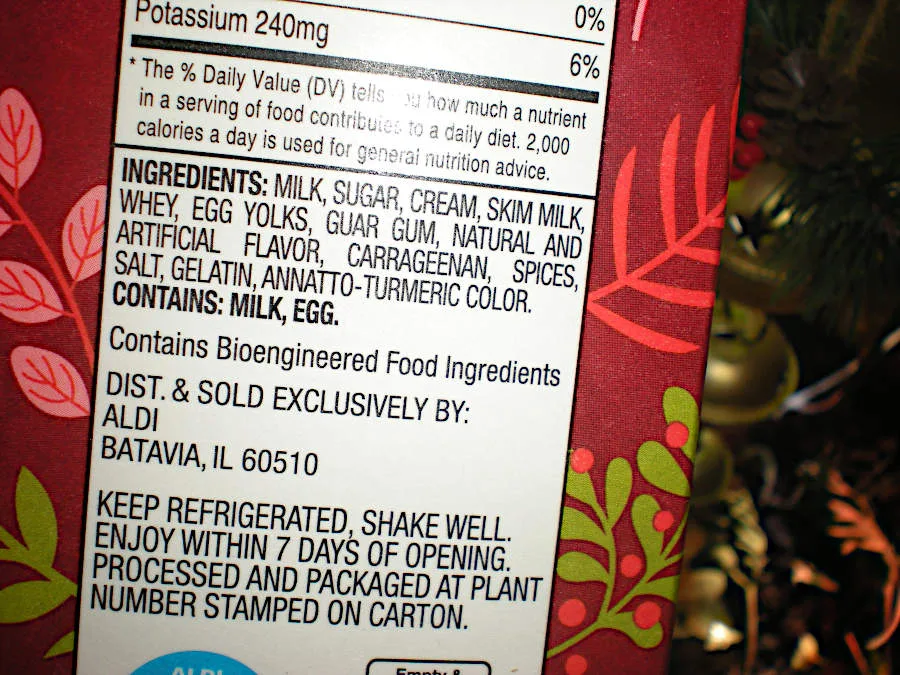 0%
Potassium 240mg 6%
* The % Daily Value (DV) tells how much a nutrient
in a serving of food contributes to a daily diet. 2,000
calories a day is used for general nutrition advice.
INGREDIENTS: MILK, SUGAR, CREAM, SKIM MILK,
WHEY, EGG YOLKS, GUAR GUM, NATURAL AND
ARTIFICIAL FLAVOR, CARRAGEENAN, SPICES,
SALT, GELATIN, ANNATTO-TURMERIC COLOR.
CONTAINS: MILK, EGG.
Contains Bioengineered Food Ingredients
DIST. & SOLD EXCLUSIVELY BY:
ALDI
BATAVIA, IL 60510
KEEP REFRIGERATED, SHAKE WELL.
ENJOY WITHIN 7 DAYS OF OPENING.
PROCESSED AND PACKAGED AT PLANT
NUMBER STAMPED ON CARTON.
ALDI
Empty &